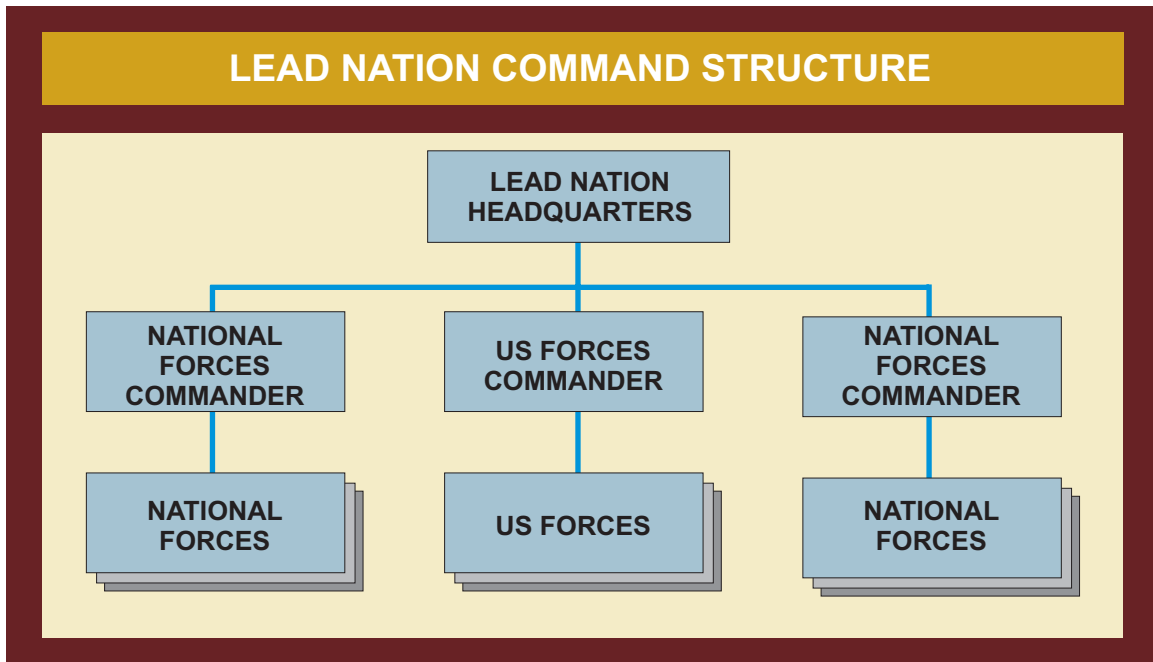 LEAD NATION COMMAND STRUCTURE
LEAD NATION
HEADQUARTERS
NATIONAL
FORCES
COMMANDER
US FORCES
COMMANDER
NATIONAL
FORCES
COMMANDER
NATIONAL
FORCES
US FORCES
NATIONAL
FORCES